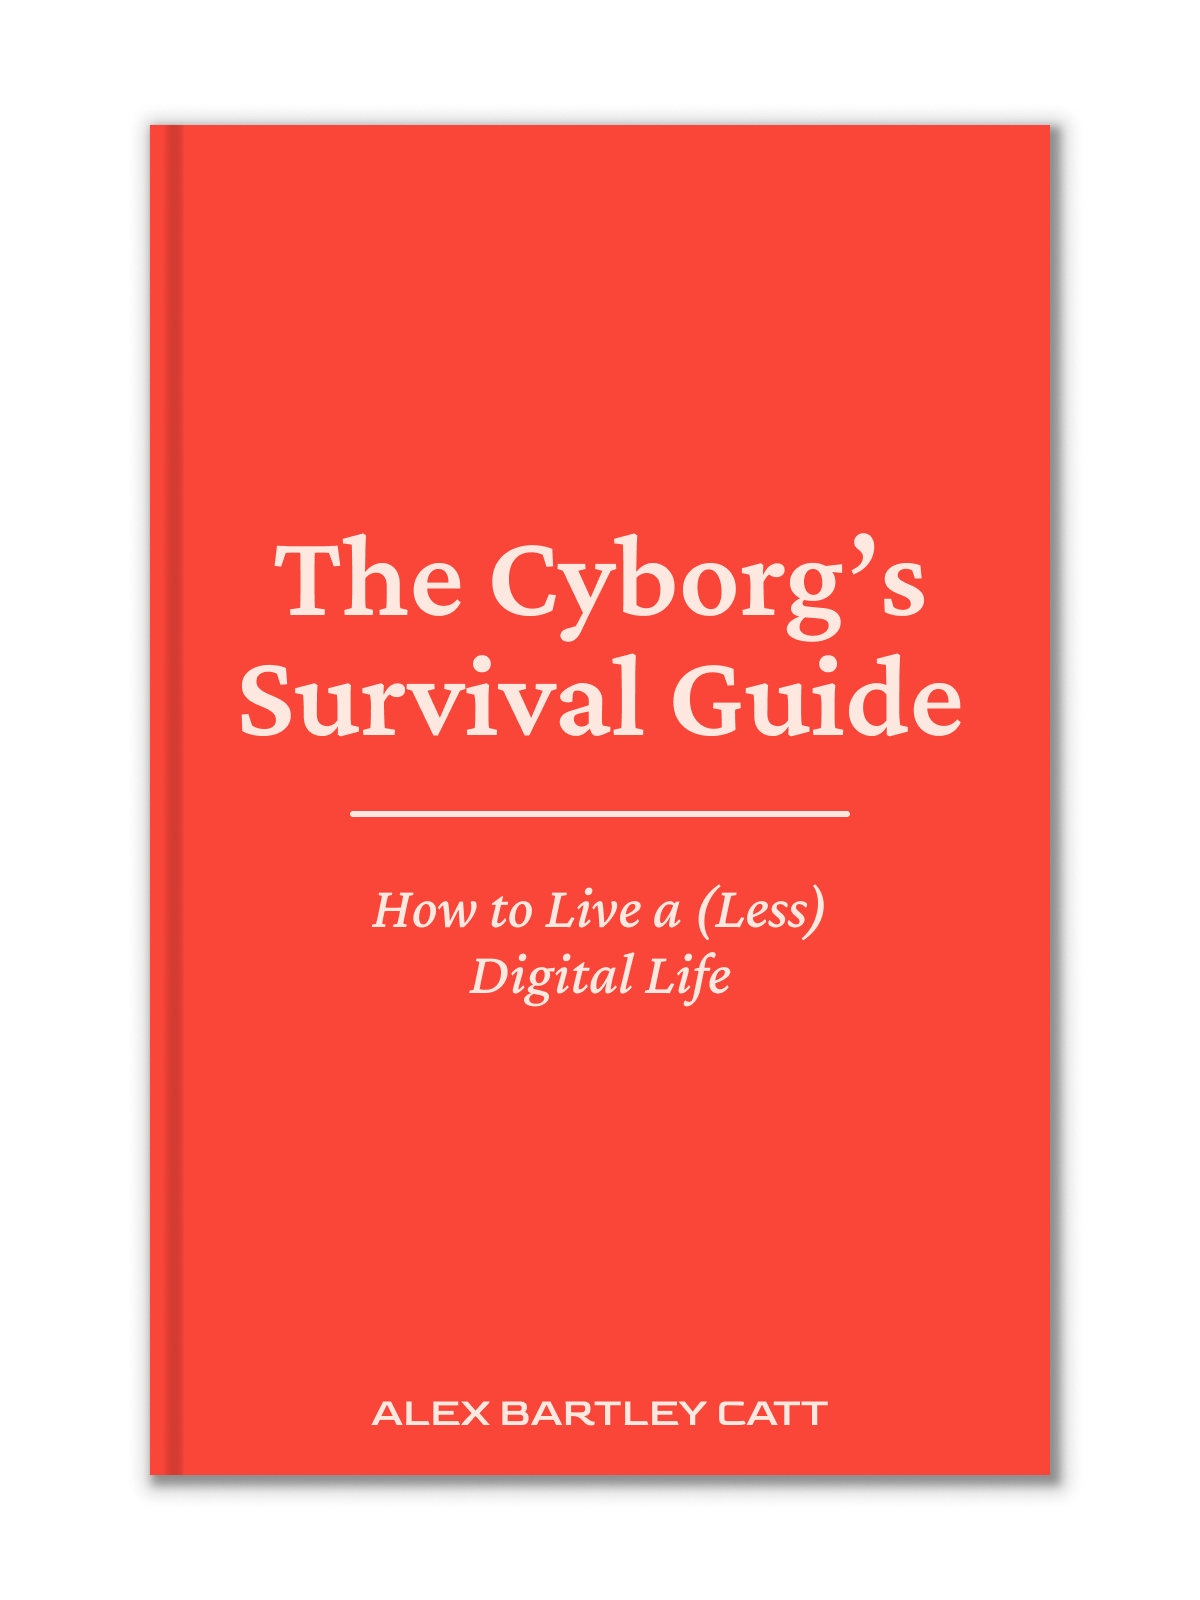 The Cyborg’s
Survival Guide
How to Live a (Less)
Digital Life
ALEX BARTLEY CATT